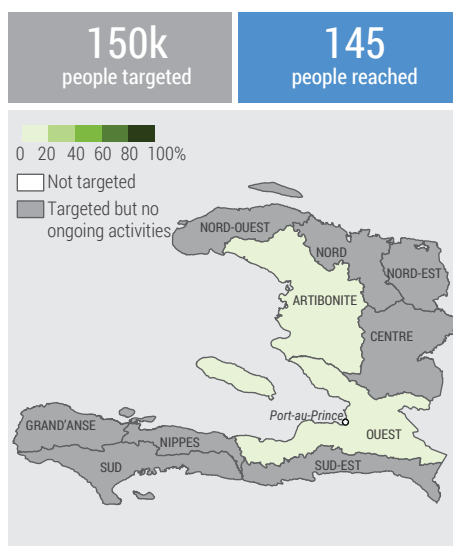 150k
people targeted
145
people reached
0 20 40 60 80 100%
Not targeted
Targeted but no
ongoing activities
NORD-OUEST
NORD
NORD-EST
ARTIBONITE
CENTRE
Port-au-Prince
GRAND'ANSE
OUEST
NIPPES
SUD
SUD-EST